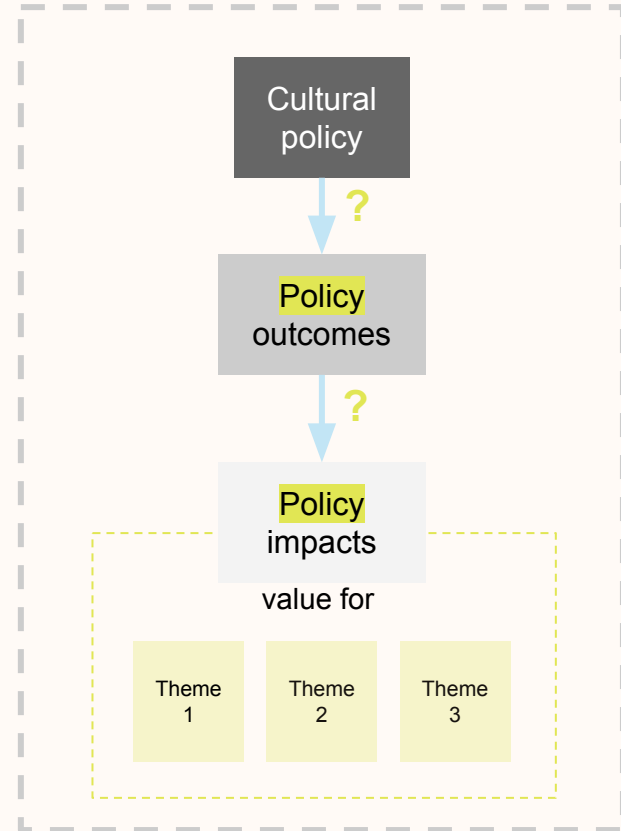 Cultural
policy
?
Policy
outcomes
?
Policy
impacts
value for
Theme
1
Theme
2
Theme
3